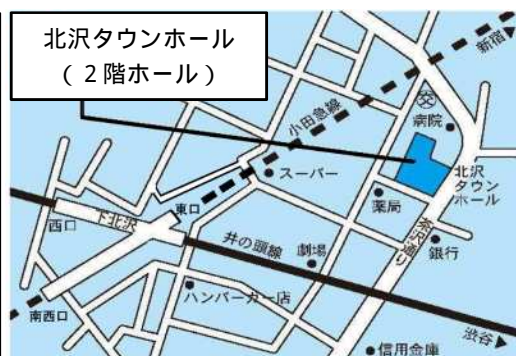 北沢タウンホール
（２階ホール）
新宿
小田急線
病院
スーパー
北沢
タウン
ホール
薬局
東口
下北沢
西口
井の頭線
劇場
茶沢通り
銀行
ハンバーガー店
南西口
渋谷
信用金庫